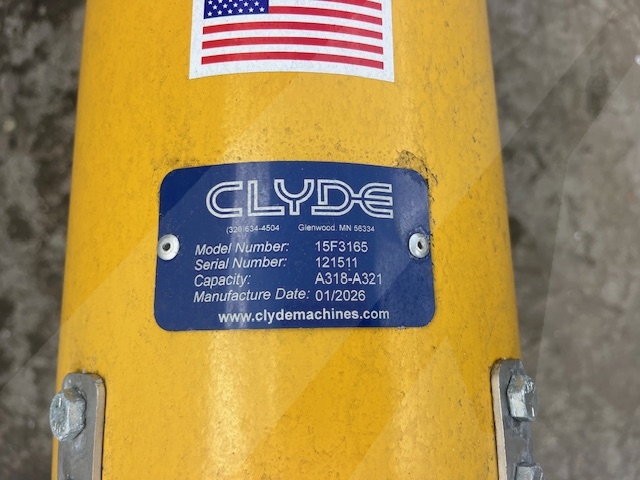 CLYDE
(320)634-4504 Glenwood, MN 56334
Model Number: 15F3165
Serial Number: 121511
Capacity: A318-A321
Manufacture Date: 01/2026
www.clydemachines.com